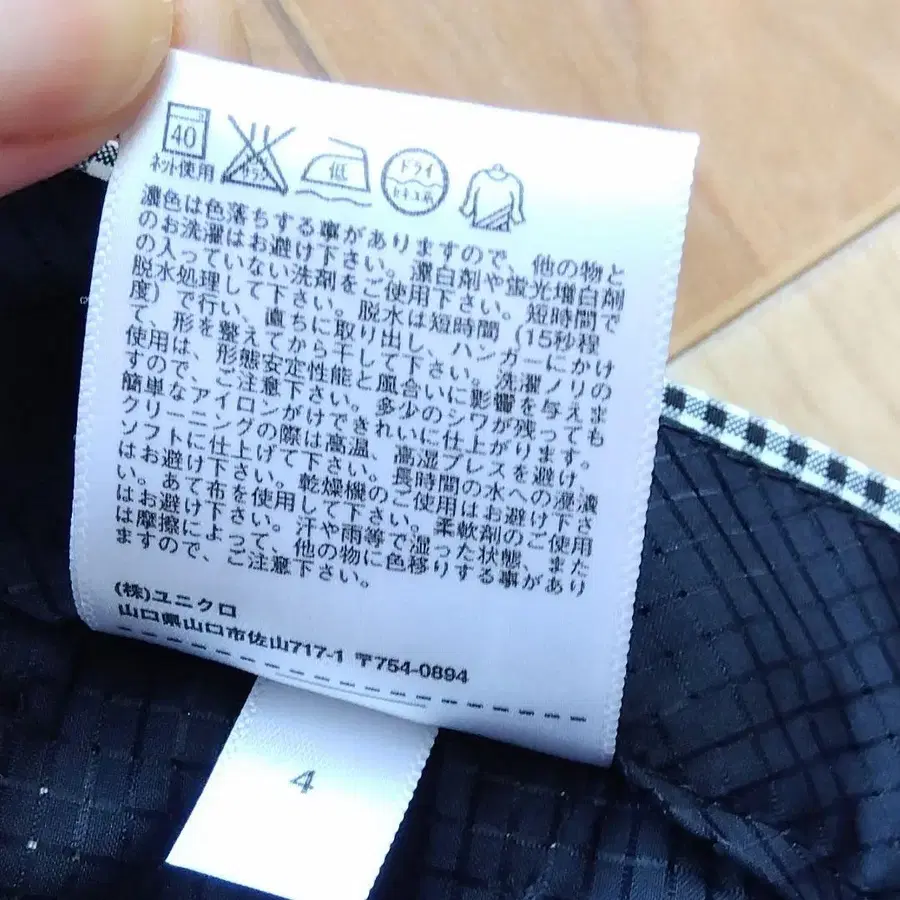 40
ネット使用
サラシ
低
ドライ
セキユ系
濃色は色落ちする事がありますので、他の物と
のお洗濯はお避け下さい。漂白剤や蛍光増白剤
の入っていない洗剤をご使用下さい。短時間で
脱水処理して下さい。脱水は短時間(15秒程
度)で行い、直ちに取り出し、ハンガーにかけ
て、形を整えてから干して下さい。洗濯ノリの
使用は、形態安定性能と風合いに影響を与えま
すので、ご注意下さい。多少のシワが残っても
簡単なアイロンがけできれいに仕上がります。
クリーニングの際は高温、高湿プレスを避け、
ソフトに仕上げて下さい。長時間の水への浸漬
はお避け下さい。乾燥機のご使用はお避け下さ
い。あて布を使用して下さい。柔軟剤のご使用
はお避け下さい。汗や雨等で湿った状態、また
は摩擦によって、他の物に色移りする事があり
ますので、ご注意下さい。
(株)ユニクロ
山口県山口市佐山717-1 〒754-0894
4